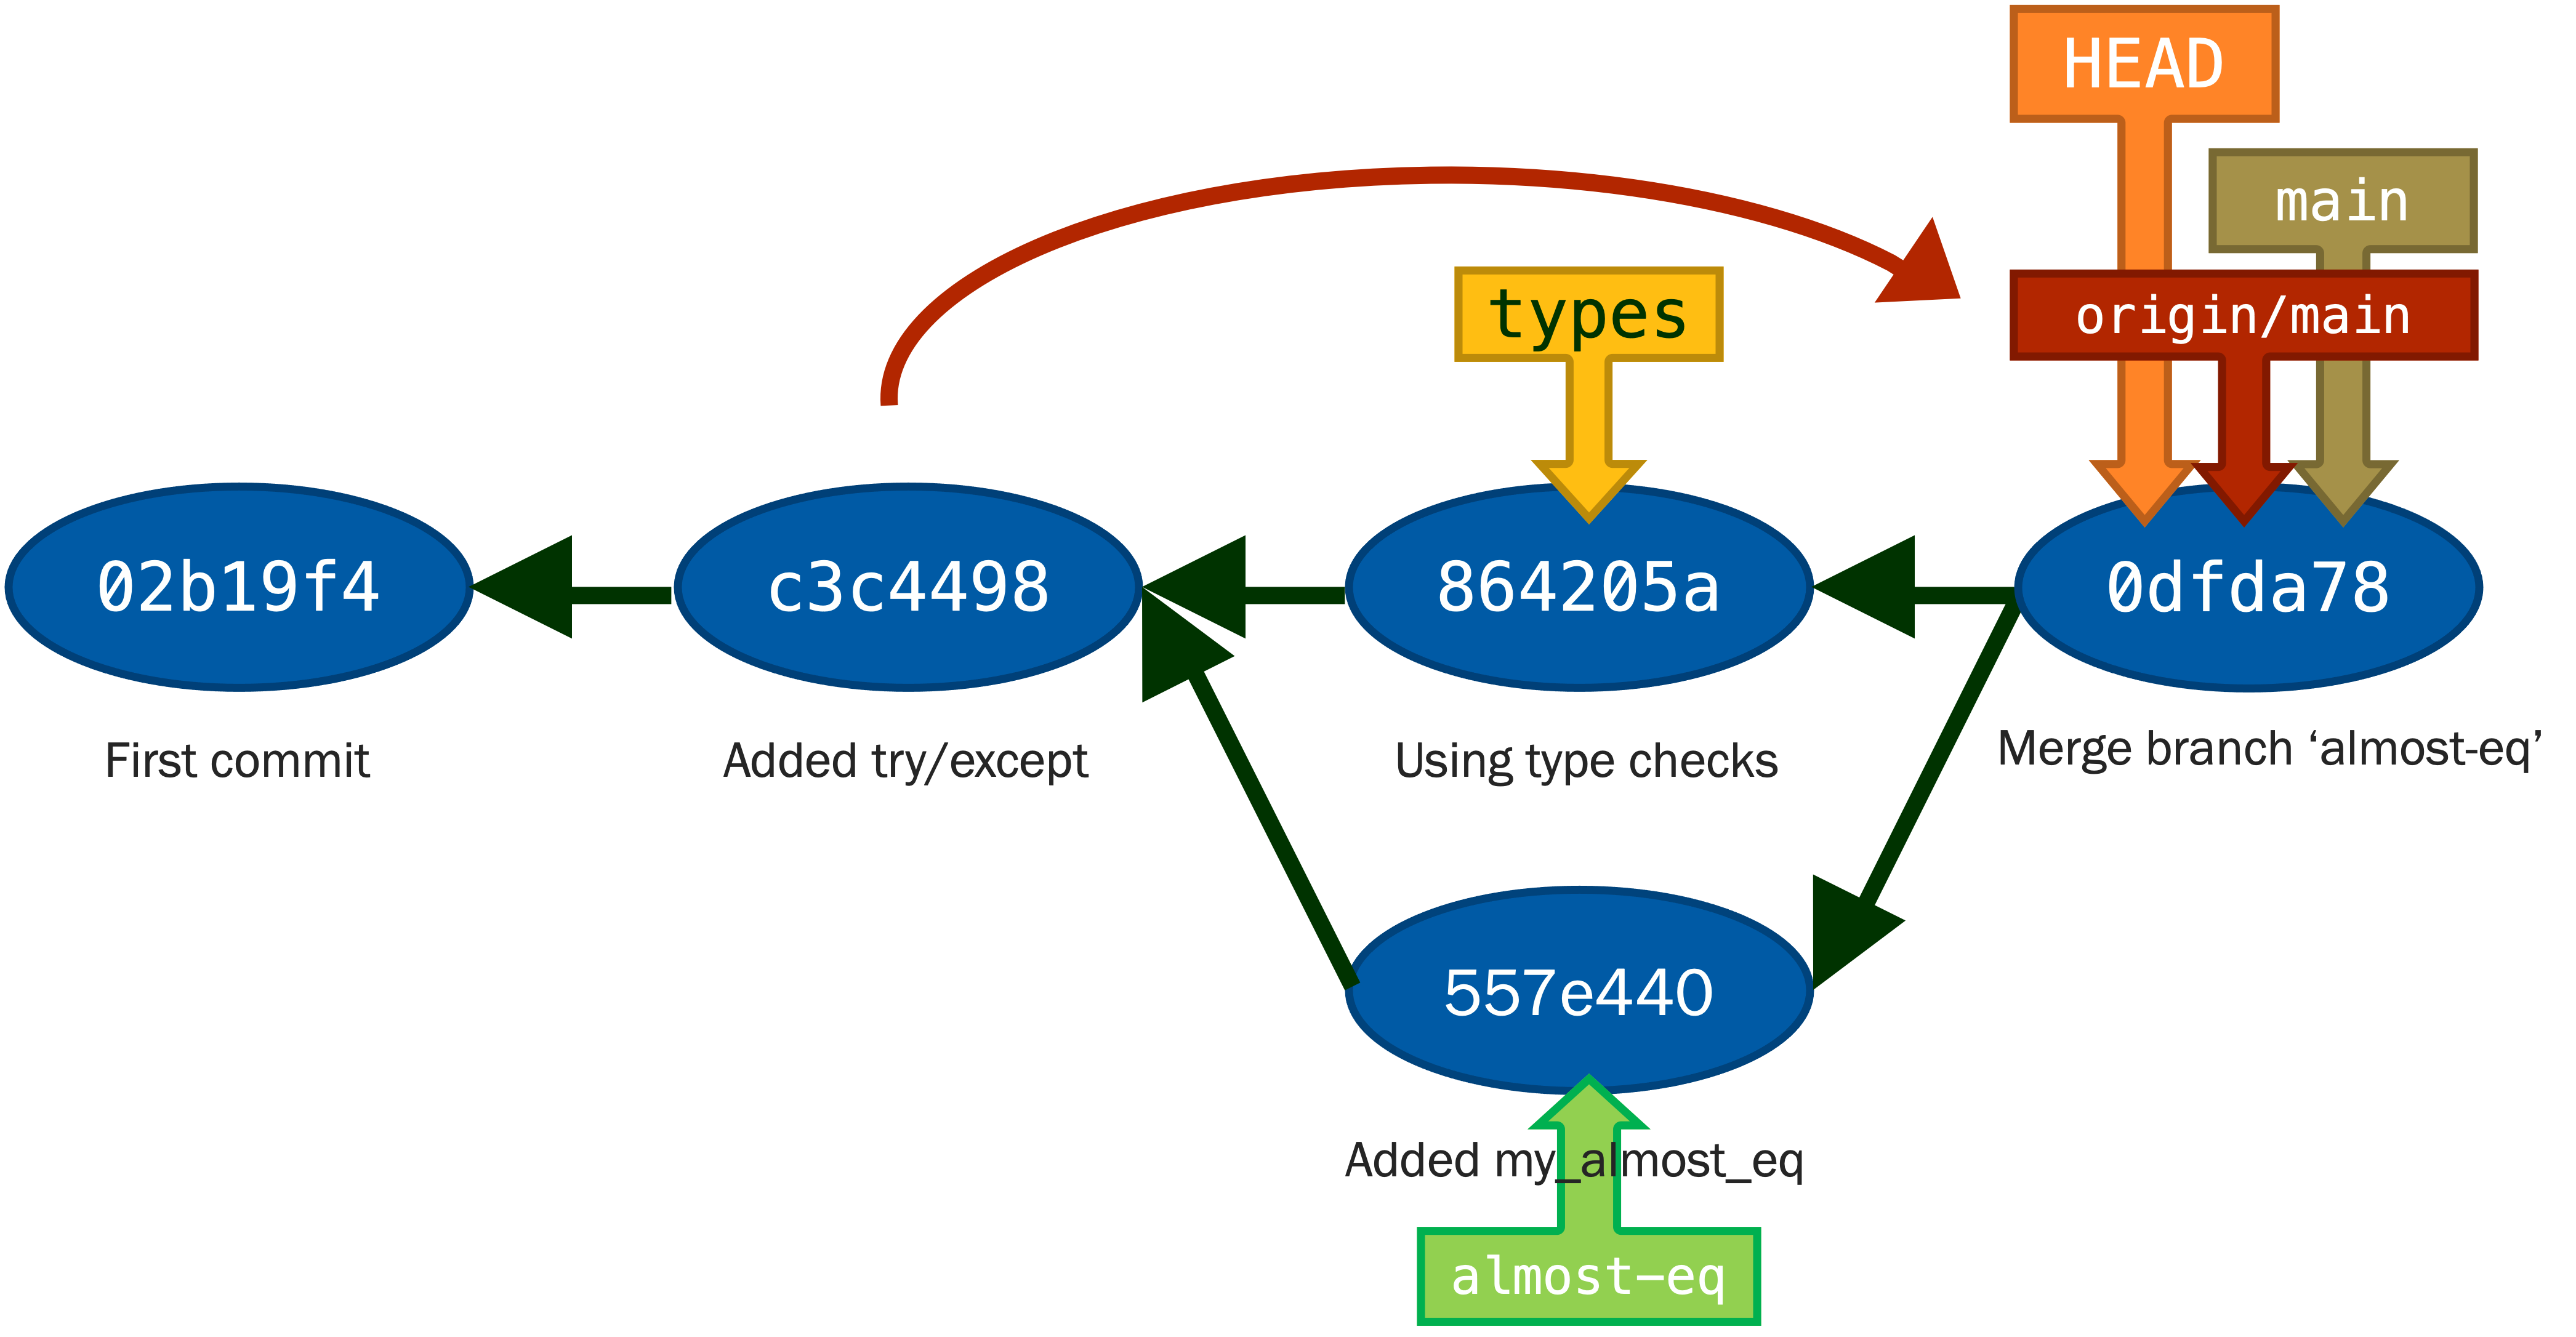 HEAD
main
types
origin/main
02b19f4
c3c4498
864205a
0dfda78
First commit
Added try/except
Using type checks
Merge branch ‘almost-eq’
557e440
Added my_almost_eq
almost-eq